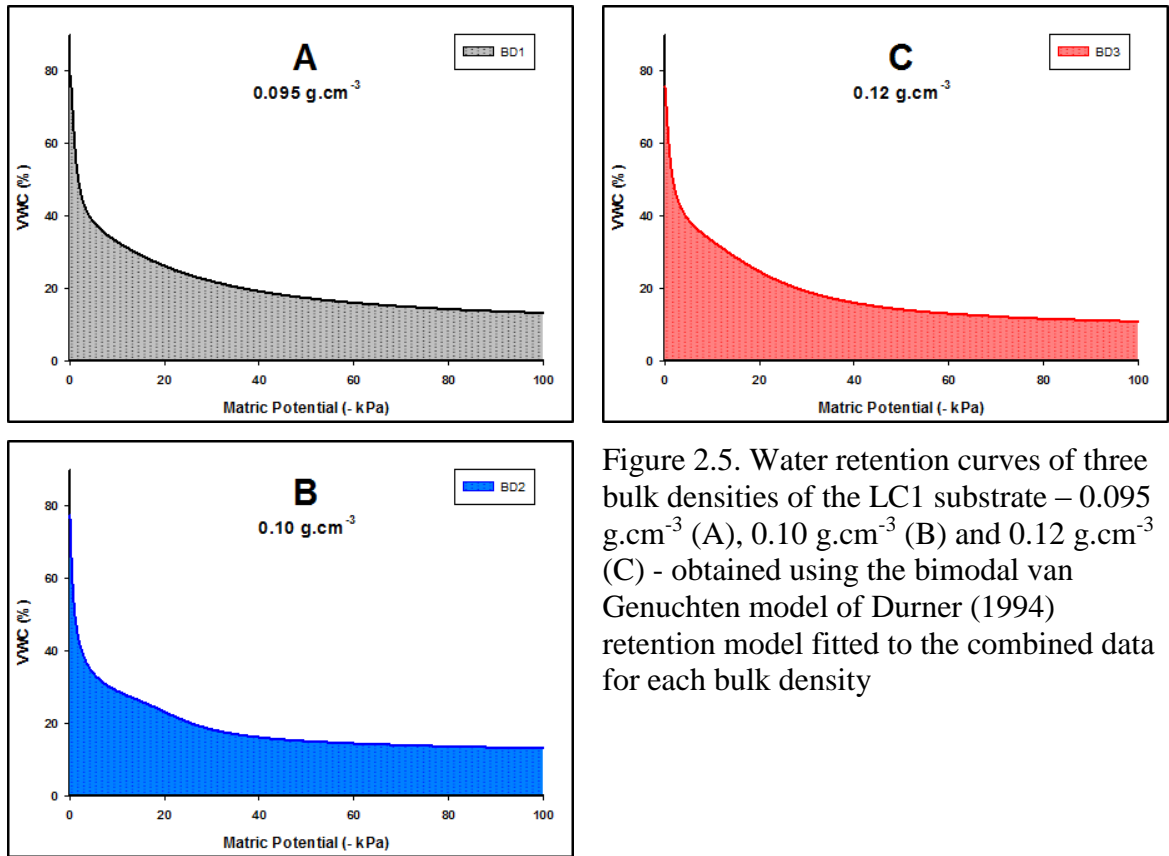 A
0.095 g.cm-3
BD1
VWC (%)
80
60
40
20
0
0 20 40 60 80 100
Matric Potential (- kPa)
C
0.12 g.cm-3
BD3
VWC (%)
80
60
40
20
0
0 20 40 60 80 100
Matric Potential (- kPa)
B
0.10 g.cm-3
BD2
VWC (%)
80
60
40
20
0
0 20 40 60 80 100
Matric Potential (- kPa)
Figure 2.5. Water retention curves of three
bulk densities of the LC1 substrate – 0.095
g.cm-3 (A), 0.10 g.cm-3 (B) and 0.12 g.cm-3
(C) - obtained using the bimodal van
Genuchten model of Durner (1994)
retention model fitted to the combined data
for each bulk density